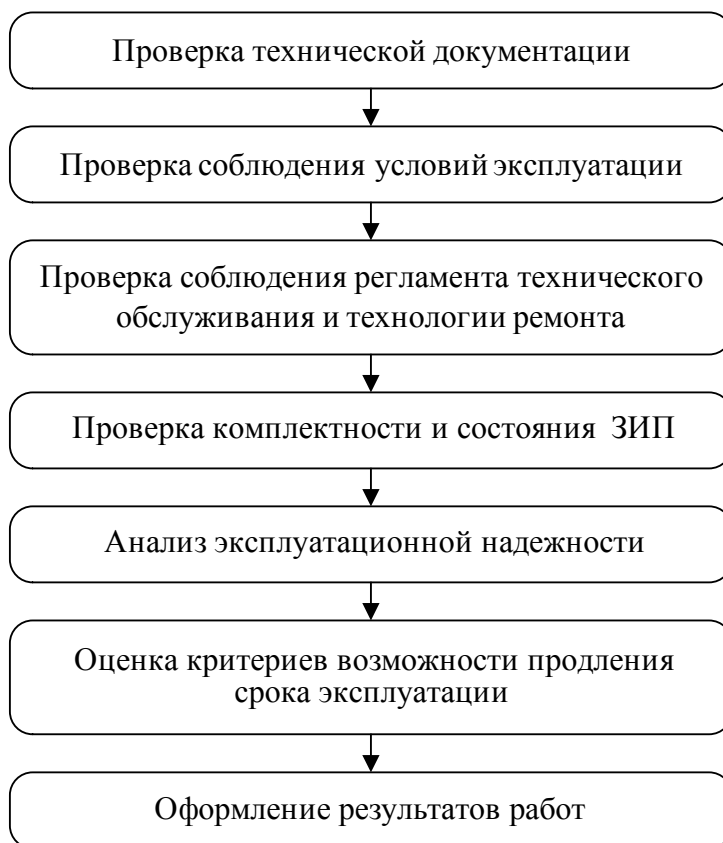 Проверка технической документации
Проверка соблюдения условий эксплуатации
Проверка соблюдения регламента технического
обслуживания и технологии ремонта
Проверка комплектности и состояния ЗИП
Анализ эксплуатационной надежности
Оценка критериев возможности продления
срока эксплуатации
Оформление результатов работ